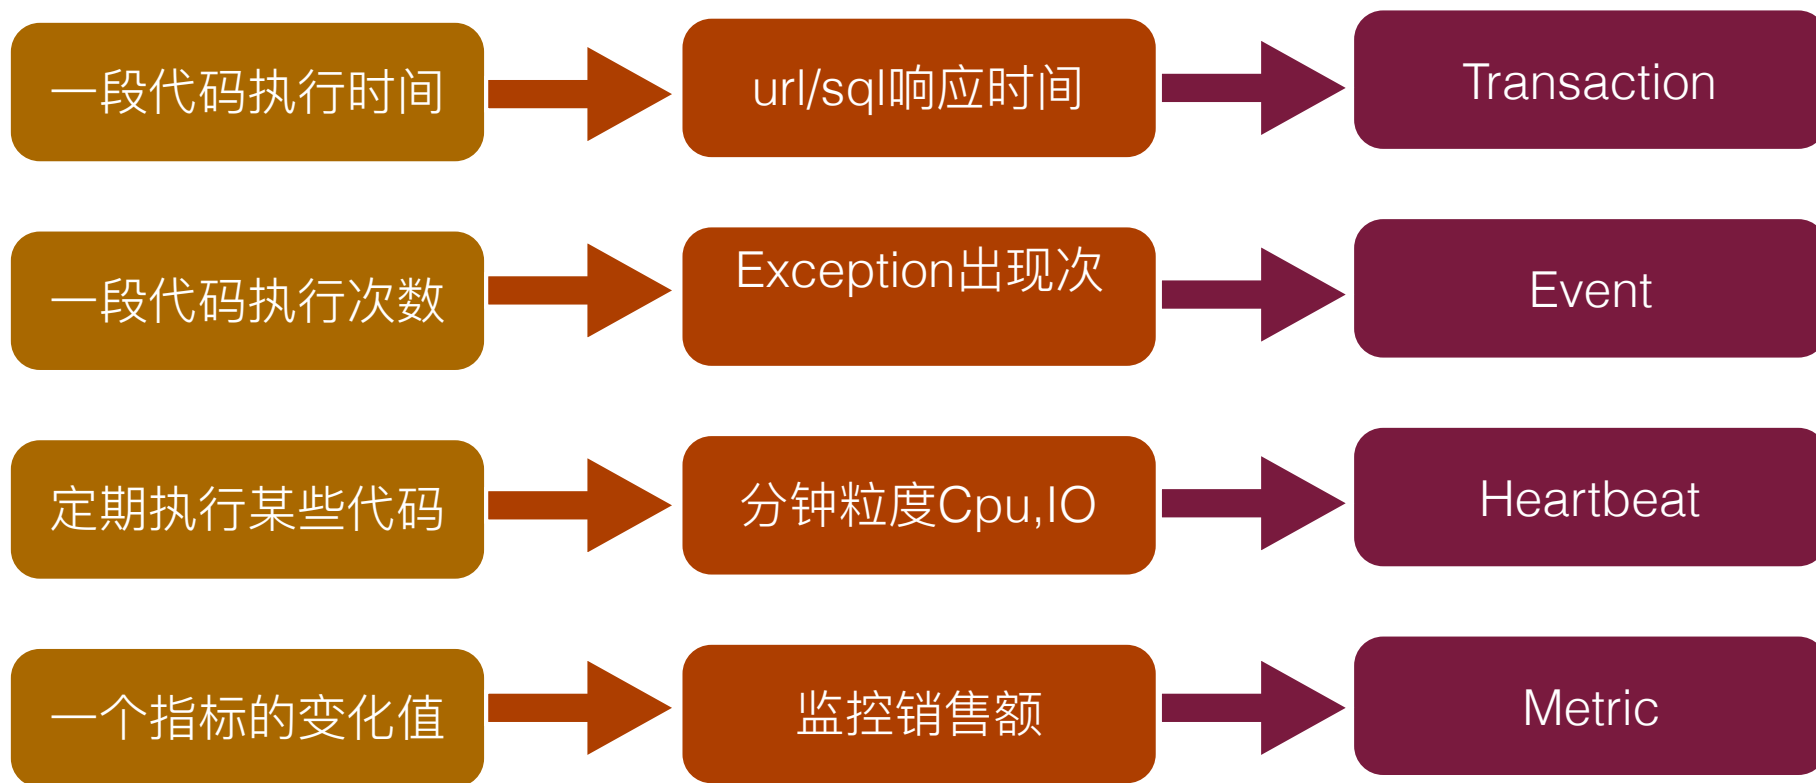 一段代码执行时间
url/sql响应时间
Transaction
一段代码执行次数
Exception出现次
Event
定期执行某些代码
分钟粒度Cpu,IO
Heartbeat
一个指标的变化值
监控销售额
Metric